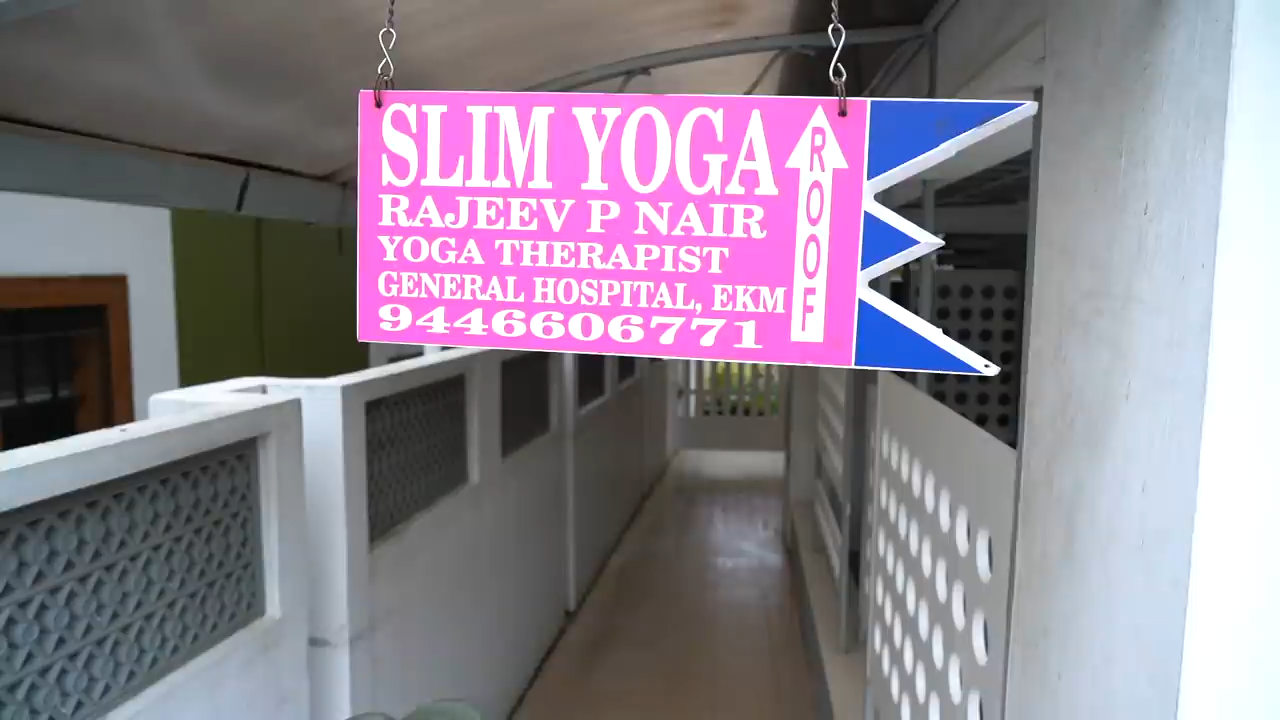 SLIM YOGA
RAJEEV P NAIR
YOGA THERAPIST
GENERAL HOSPITAL, EKM
9446606771
ROOF